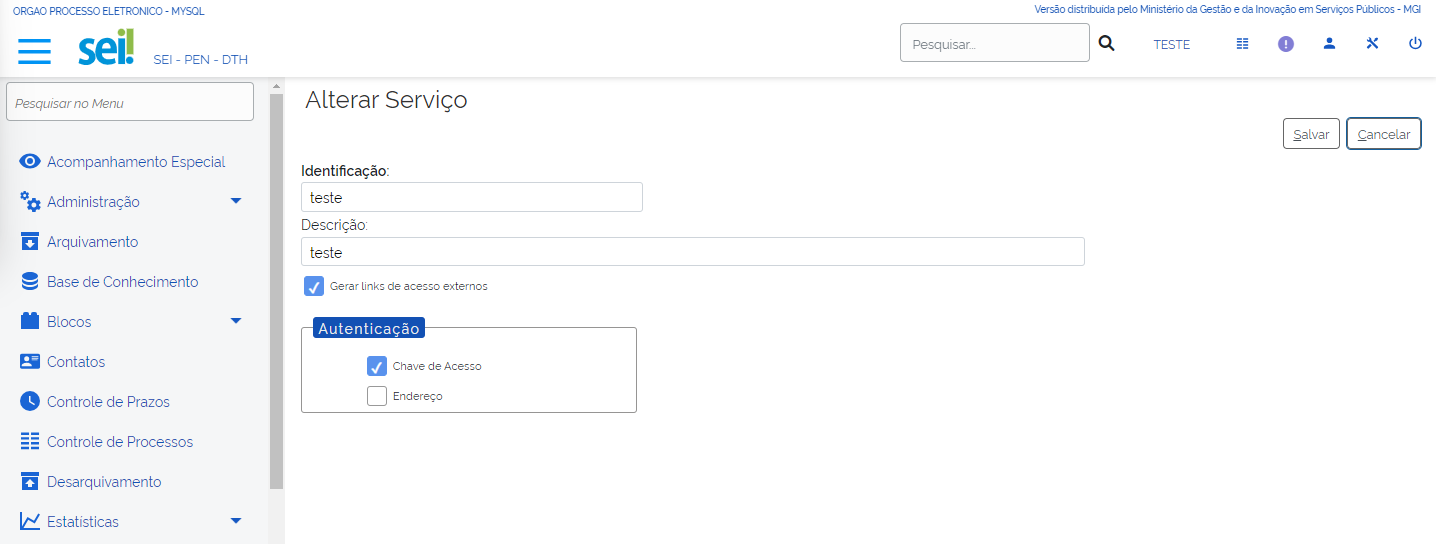 ORGAO PROCESSO ELETRONICO - MYSQL
Versão distribuída pelo Ministério da Gestão e da Inovação em Serviços Públicos - MGI
sei!
SEI - PEN - DTH
Pesquisar...
TESTE
Pesquisar no Menu
Acompanhamento Especial
Administração
Arquivamento
Base de Conhecimento
Blocos
Contatos
Controle de Prazos
Controle de Processos
Desarquivamento
Estatísticas
Alterar Serviço
Salvar
Cancelar
Identificação:
teste
Descrição:
teste
Gerar links de acesso externos
Autenticação
Chave de Acesso
Endereço